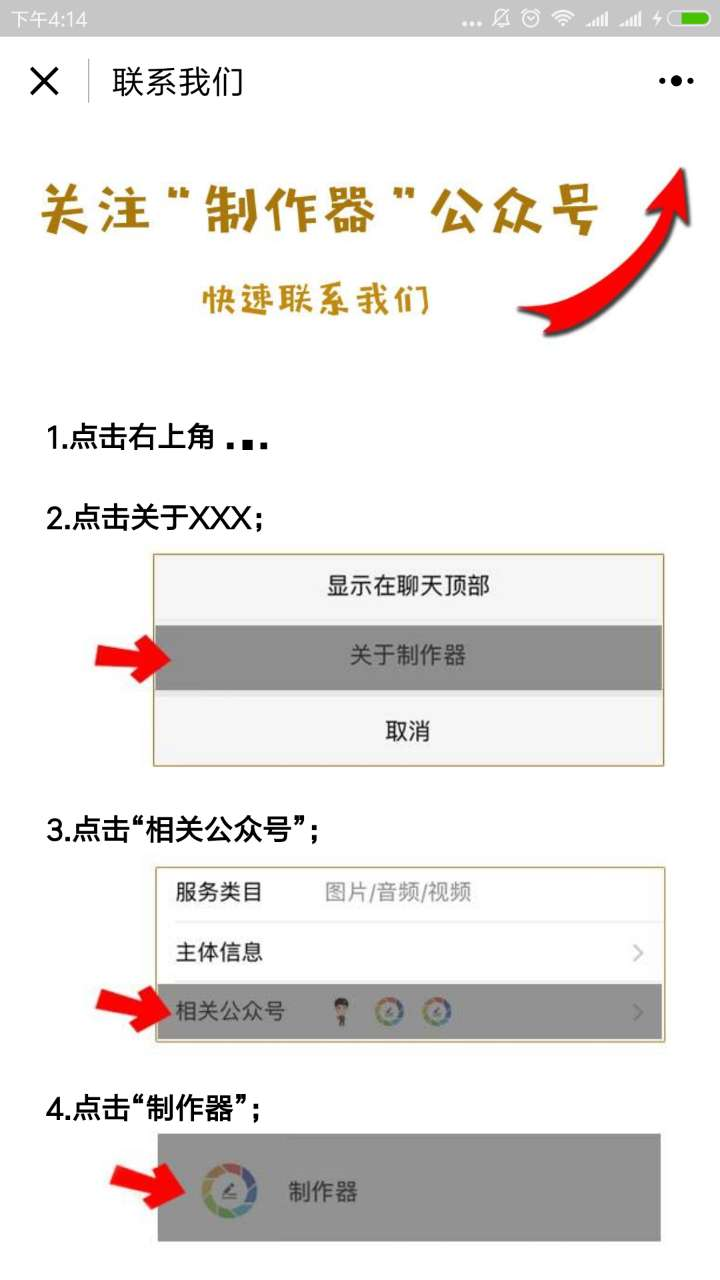 下午4:14
联系我们
关注“制作器”公众号
快速联系我们
1.点击右上角 ...
2.点击关于XXX；
显示在聊天顶部
关于制作器
取消
3.点击“相关公众号”；
服务类目 图片/音频/视频
主体信息
相关公众号
4.点击“制作器”；
制作器